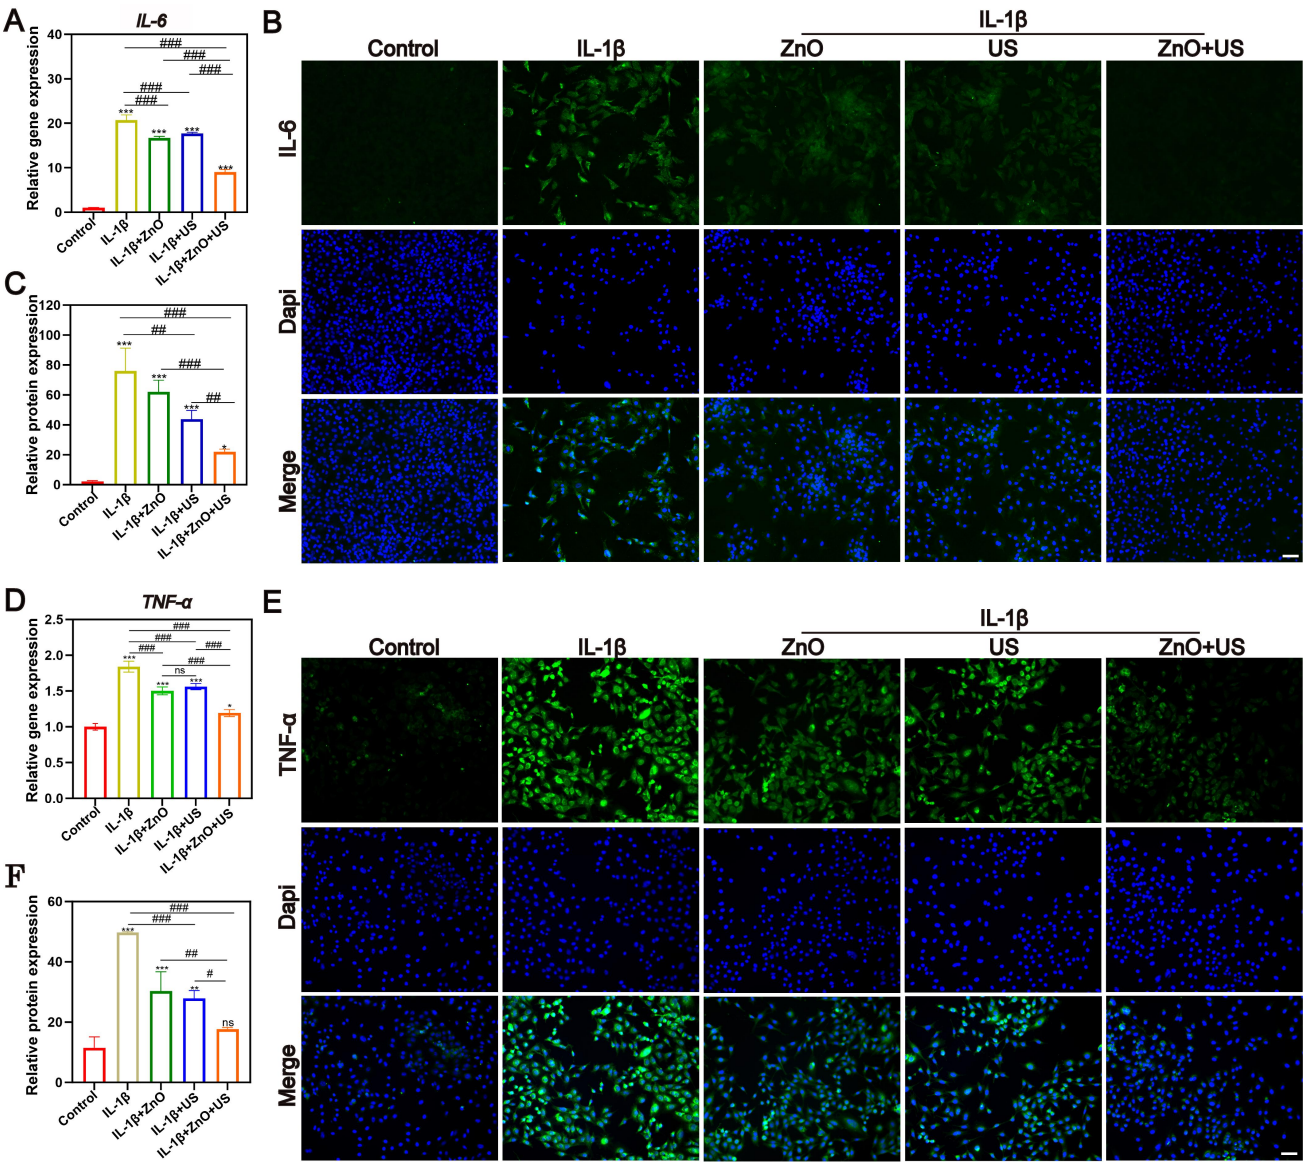 A
IL-6
Relative gene expression
40
30
20
10
0
###
###
###
###
###
***
***
***
***
Control
IL-1β
IL-1β+ZnO
IL-1β+US
IL-1β+ZnO+US
B
IL-1β
Control
IL-1β
ZnO
US
ZnO+US
IL-6
Dapi
Merge
C
Relative protein expression
120
100
80
60
40
20
0
###
##
###
##
***
***
***
*
Control
IL-1β
IL-1β+ZnO
IL-1β+US
IL-1β+ZnO+US
D
TNF-α
Relative gene expression
2.5
2.0
1.5
1.0
0.5
0.0
###
###
###
###
###
ns
***
***
***
*
Control
IL-1β
IL-1β+ZnO
IL-1β+US
IL-1β+ZnO+US
E
IL-1β
Control
IL-1β
ZnO
US
ZnO+US
TNF-α
Dapi
Merge
F
Relative protein expression
60
40
20
0
###
###
##
#
***
***
**
ns
Control
IL-1β
IL-1β+ZnO
IL-1β+US
IL-1β+ZnO+US